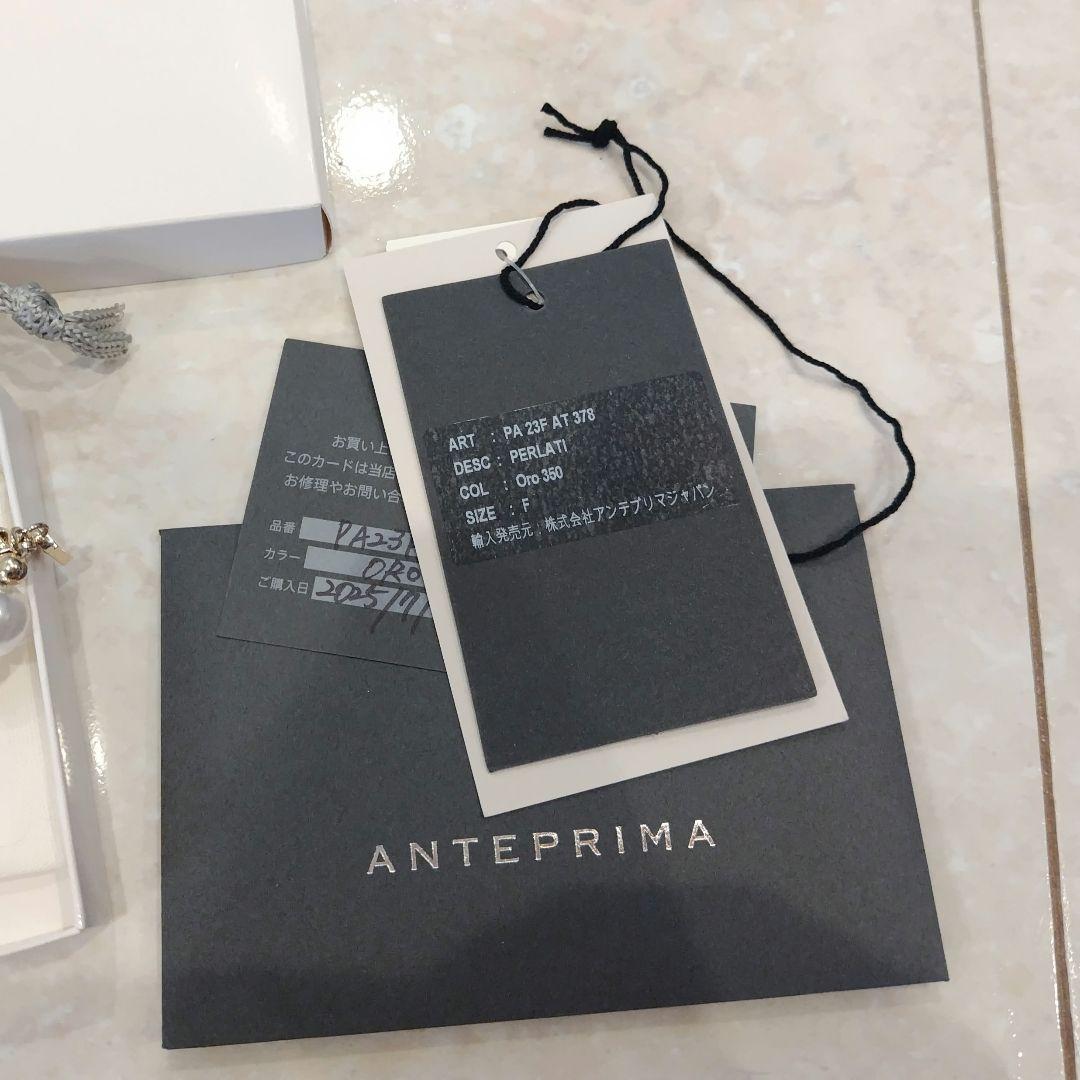 ART : PA 23F AT 378
DESC : PERLATI
COL : Oro 350
SIZE : F
輸入発売元 : 株式会社アンテプリマジャパン
お買い上
このカードは当店
お修理やお問い合
品番 PA23F
カラー ORO
ご購入日 2025/
ANTEPRIMA